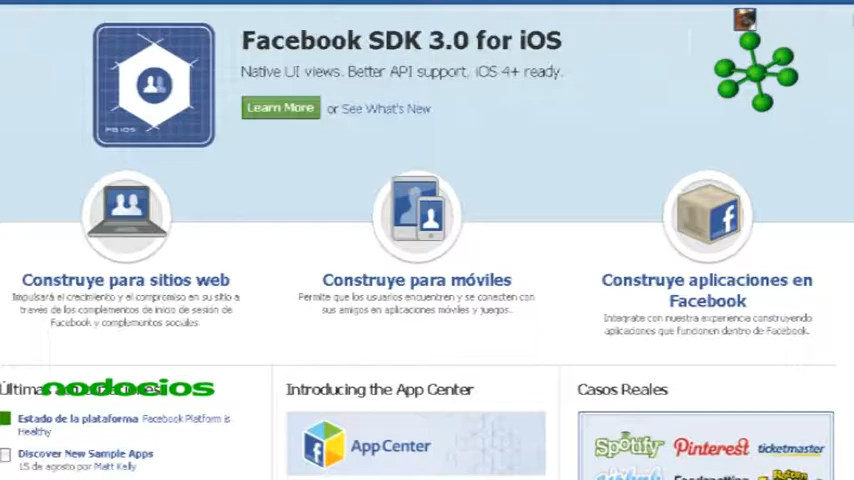 Facebook SDK 3.0 for iOS
Native UI views. Better API support, iOS 4+ ready.
Learn More or See What's New
FB iOS
Construye para sitios web
Impulsará el crecimiento y el compromiso en su sitio a
través de los complementos de inicio de sesión de
Facebook y complementos sociales
Construye para móviles
Permite que los usuarios encuentren y se conecten con
sus amigos en aplicaciones móviles y juegos.
Construye aplicaciones en
Facebook
Integrate con nuestra experiencia construyendo
aplicaciones que funcionen dentro de Facebook.
nodocios
Estado de la plataforma Facebook Platform is
Healthy
Discover New Sample Apps
15 de agosto por Matt Kelly
Introducing the App Center
App Center
Casos Reales
Spotify Pinterest ticketmaster